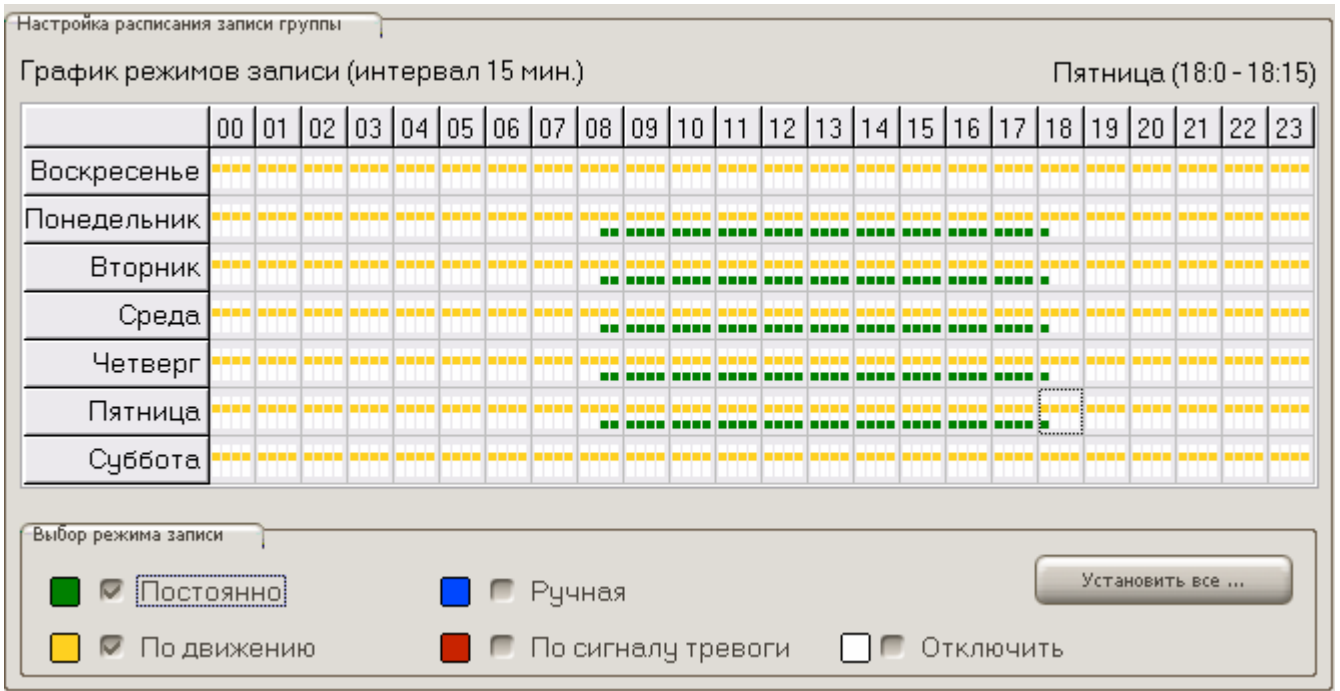 Настройка расписания записи группы
График режимов записи (интервал 15 мин.) Пятница (18:0 - 18:15)
00 01 02 03 04 05 06 07 08 09 10 11 12 13 14 15 16 17 18 19 20 21 22 23
Воскресенье
Понедельник
Вторник
Среда
Четверг
Пятница
Суббота
Выбор режима записи
Постоянно Ручная Установить все ...
По движению По сигналу тревоги Отключить